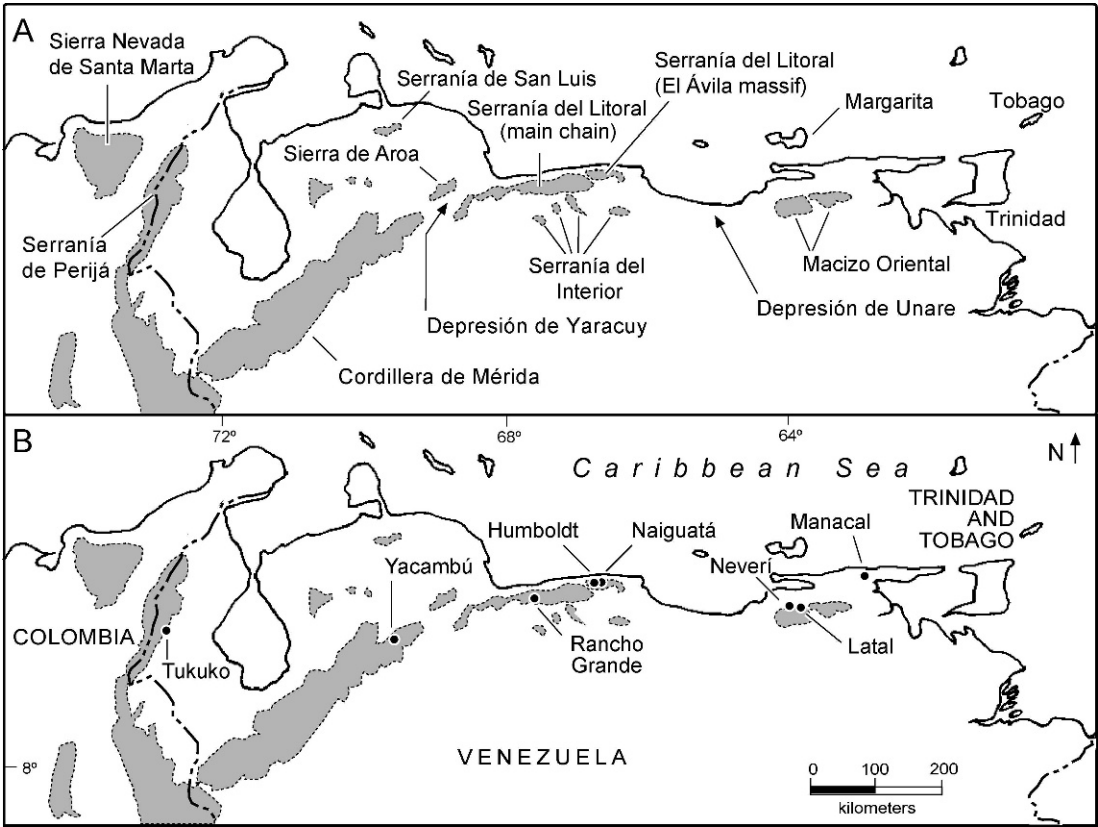 A
Sierra Nevada
de Santa Marta
Serranía de San Luis
Serranía del Litoral
(El Ávila massif)
Serranía del Litoral
(main chain)
Margarita
Tobago
Sierra de Aroa
Serranía
de Perijá
Trinidad
Serranía del
Interior
Macizo Oriental
Depresión de Yaracuy
Depresión de Unare
Cordillera de Mérida
72º
68º
64º
B
N
Caribbean Sea
TRINIDAD
AND
TOBAGO
Humboldt
Naiguatá
Manacal
Yacambú
Neverí
COLOMBIA
Tukuko
Rancho
Grande
Latal
VENEZUELA
8º
0 100 200
kilometers